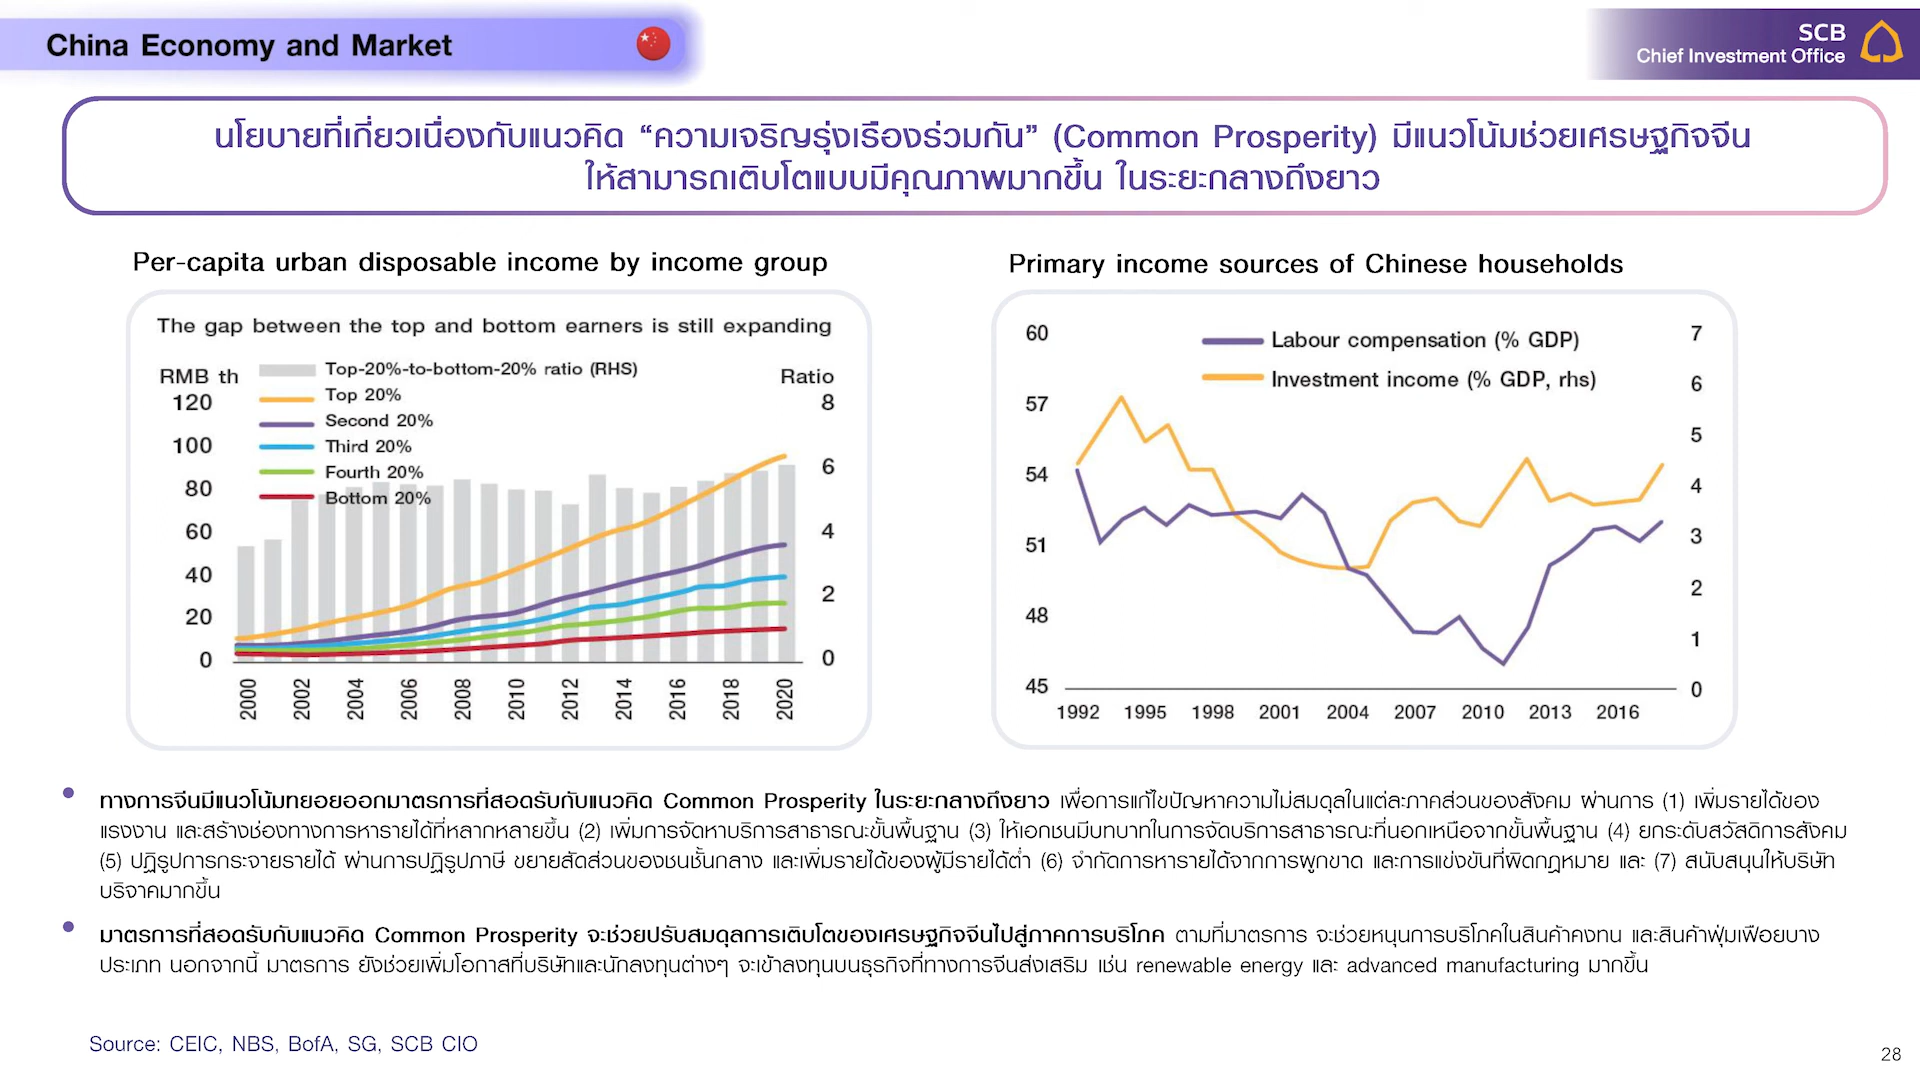 China Economy and Market
SCB
Chief Investment Office
นโยบายที่เกี่ยวเนื่องกับแนวคิด “ความเจริญรุ่งเรืองร่วมกัน” (Common Prosperity) มีแนวโน้มช่วยเศรษฐกิจจีน
ให้สามารถเติบโตแบบมีคุณภาพมากขึ้น ในระยะกลางถึงยาว
Per-capita urban disposable income by income group
The gap between the top and bottom earners is still expanding
RMB th
Ratio
Top-20%-to-bottom-20% ratio (RHS)
Top 20%
Second 20%
Third 20%
Fourth 20%
Bottom 20%
120
100
80
60
40
20
0
8
6
4
2
0
2000 2002 2004 2006 2008 2010 2012 2014 2016 2018 2020
Primary income sources of Chinese households
Labour compensation (% GDP)
Investment income (% GDP, rhs)
60
57
54
51
48
45
7
6
5
4
3
2
1
0
1992 1995 1998 2001 2004 2007 2010 2013 2016
• ทางการจีนมีแนวโน้มทยอยออกมาตรการที่สอดรับกับแนวคิด Common Prosperity ในระยะกลางถึงยาว เพื่อการแก้ไขปัญหาความไม่สมดุลในแต่ละภาคส่วนของสังคม ผ่านการ (1) เพิ่มรายได้ของ
แรงงาน และสร้างช่องทางการหารายได้ที่หลากหลายขึ้น (2) เพิ่มการจัดหาบริการสาธารณะขั้นพื้นฐาน (3) ให้เอกชนมีบทบาทในการจัดบริการสาธารณะที่นอกเหนือจากขั้นพื้นฐาน (4) ยกระดับสวัสดิการสังคม
(5) ปฏิรูปการกระจายรายได้ ผ่านการปฏิรูปภาษี ขยายสัดส่วนของชนชั้นกลาง และเพิ่มรายได้ของผู้มีรายได้ต่ำ (6) จำกัดการหารายได้จากการผูกขาด และการแข่งขันที่ผิดกฎหมาย และ (7) สนับสนุนให้บริษัท
บริจาคมากขึ้น
• มาตรการที่สอดรับกับแนวคิด Common Prosperity จะช่วยปรับสมดุลการเติบโตของเศรษฐกิจจีนไปสู่ภาคการบริโภค ตามที่มาตรการ จะช่วยหนุนการบริโภคในสินค้าคงทน และสินค้าฟุ่มเฟือยบาง
ประเภท นอกจากนี้ มาตรการ ยังช่วยเพิ่มโอกาสที่บริษัทและนักลงทุนต่างๆ จะเข้าลงทุนบนธุรกิจที่ทางการจีนส่งเสริม เช่น renewable energy และ advanced manufacturing มากขึ้น
Source: CEIC, NBS, BofA, SG, SCB CIO
28